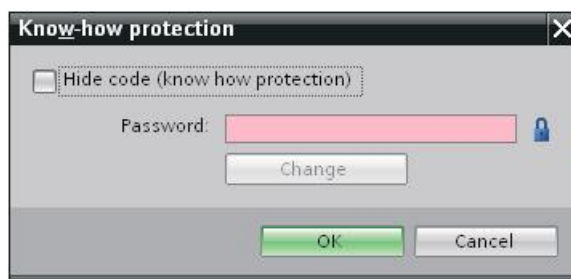 Know-how protection
Hide code (know how protection)
Password:
Change
OK
Cancel